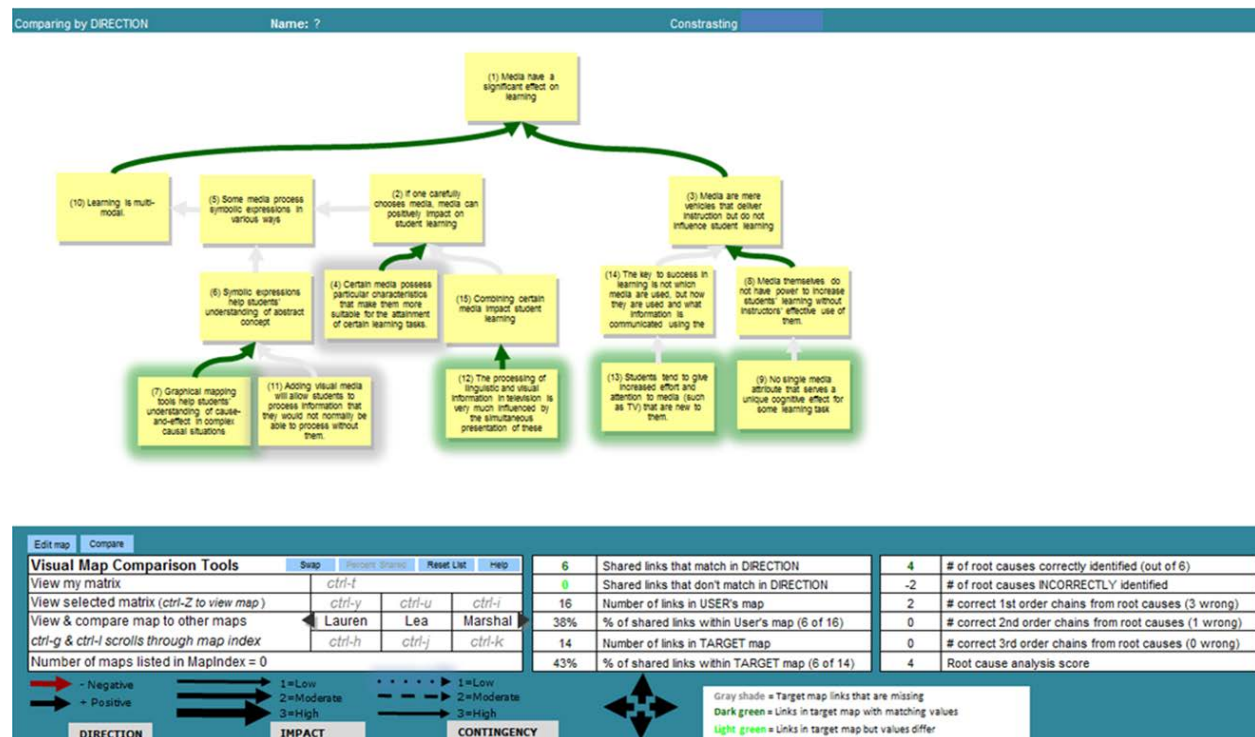 Comparing by DIRECTION Name: ? Constrasting
(1) Media have a
significant effect on
learning
(10) Learning is multi-
modal.
(5) Some media process
symbolic expressions in
various ways
(2) If one carefully
chooses media, media can
positively impact on
student learning
(3) Media are mere
vehicles that deliver
instruction but do not
influence student learning
(6) Symbolic expressions
help students'
understanding of abstract
concept
(4) Certain media possess
particular characteristics
that make them more
suitable for the attainment
of certain learning tasks.
(15) Combining certain
media impact student
learning
(14) The key to success in
learning is not which
media are used, but how
they are used and what
information is
communicated using the
(8) Media themselves do
not have power to increase
students' learning without
instructors' effective use of
them.
(7) Graphical mapping
tools help students'
understanding of cause-
and-effect in complex
causal situations
(11) Adding visual media
will allow students to
process information that
they would not normally be
able to process without
them.
(12) The processing of
linguistic and visual
information in television is
very much influenced by
the simultaneous
presentation of these
(13) Students tend to give
increased effort and
attention to media (such
as TV) that are new to
them.
(9) No single media
attribute that serves a
unique cognitive effect for
some learning task
Edit map Compare
Visual Map Comparison Tools Swap Percent Shared Reset List Help
View my matrix ctrl-t
View selected matrix (ctrl-Z to view map) ctrl-y ctrl-u ctrl-i
View & compare map to other maps Lauren Lea Marshal
ctrl-g & ctrl-l scrolls through map index ctrl-h ctrl-j ctrl-k
Number of maps listed in MapIndex = 0
6 Shared links that match in DIRECTION
0 Shared links that don't match in DIRECTION
16 Number of links in USER's map
38% % of shared links within User's map (6 of 16)
14 Number of links in TARGET map
43% % of shared links within TARGET map (6 of 14)
4 # of root causes correctly identified (out of 6)
-2 # of root causes INCORRECTLY identified
2 # correct 1st order chains from root causes (3 wrong)
0 # correct 2nd order chains from root causes (1 wrong)
0 # correct 3rd order chains from root causes (0 wrong)
4 Root cause analysis score
- Negative
+ Positive
DIRECTION
1=Low
2=Moderate
3=High
IMPACT
1=Low
2=Moderate
3=High
CONTINGENCY
Gray shade = Target map links that are missing
Dark green = Links in target map with matching values
Light green = Links in target map but values differ